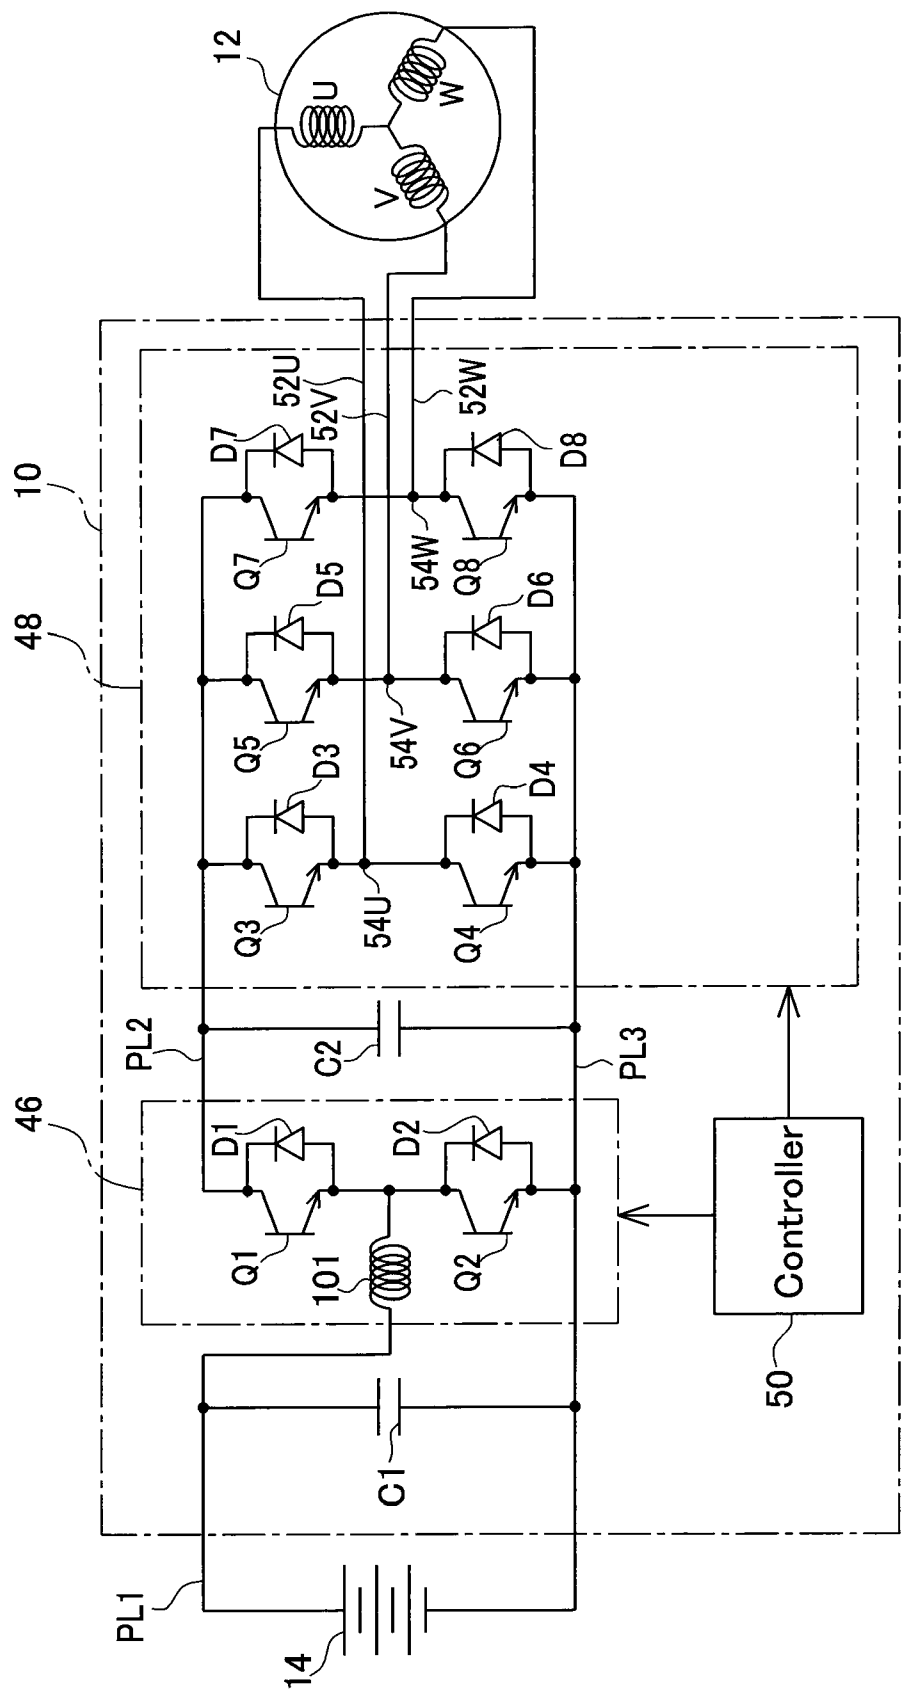 10
48
46
12
U
V
W
52U
52V
52W
D7
Q7
D8
Q8
54W
D5
Q5
D6
Q6
54V
D3
Q3
D4
Q4
54U
PL2
C2
PL3
D1
Q1
D2
Q2
101
C1
PL1
14
Controller
50